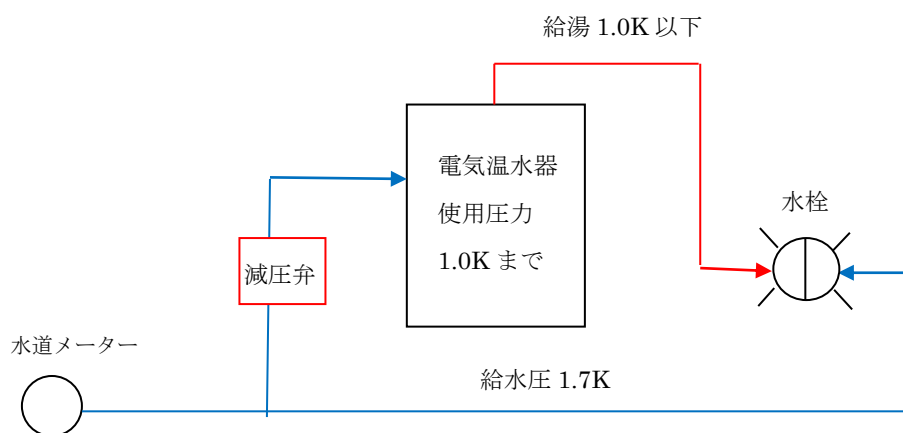 給湯 1.0K 以下
電気温水器
使用圧力
1.0K まで
水栓
減圧弁
水道メーター
給水圧 1.7K